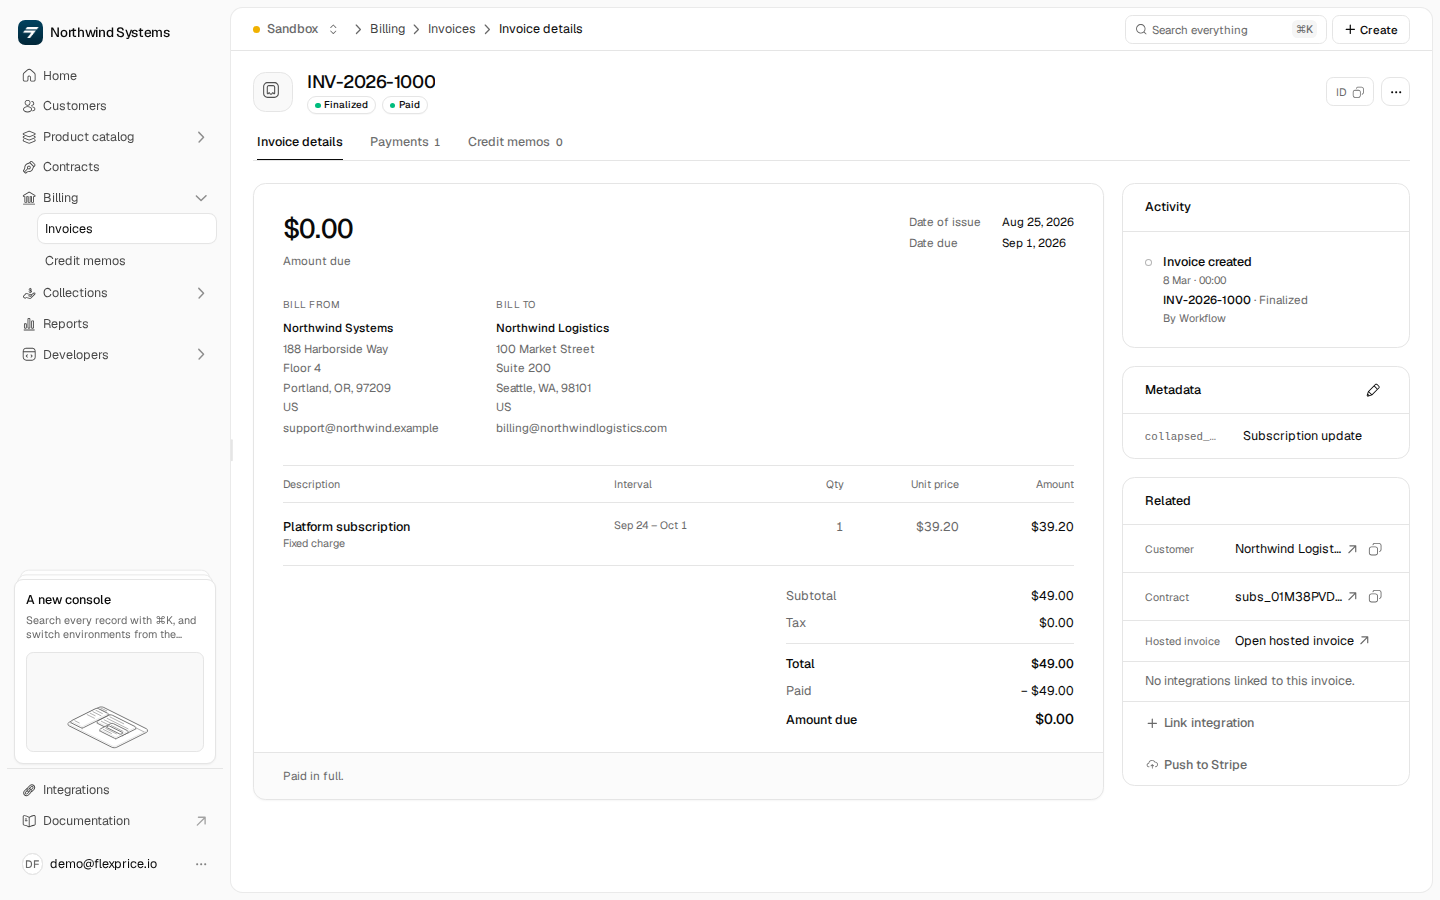 Northwind Systems
Home
Customers
Product catalog
Contracts
Billing
Invoices
Credit memos
Collections
Reports
Developers
A new console
Search every record with ⌘K, and
switch environments from the...
Integrations
Documentation
DF demo@flexprice.io
Sandbox Billing Invoices Invoice details
Search everything ⌘K
Create
INV-2026-1000
Finalized Paid
ID
Invoice details Payments 1 Credit memos 0
$0.00
Amount due
Date of issue Aug 25, 2026
Date due Sep 1, 2026
BILL FROM
Northwind Systems
188 Harborside Way
Floor 4
Portland, OR, 97209
US
support@northwind.example
BILL TO
Northwind Logistics
100 Market Street
Suite 200
Seattle, WA, 98101
US
billing@northwindlogistics.com
Description Interval Qty Unit price Amount
Platform subscription Sep 24 – Oct 1 1 $39.20 $39.20
Fixed charge
Subtotal $49.00
Tax $0.00
Total $49.00
Paid − $49.00
Amount due $0.00
Paid in full.
Activity
Invoice created
8 Mar · 00:00
INV-2026-1000 · Finalized
By Workflow
Metadata
collapsed_… Subscription update
Related
Customer Northwind Logist…
Contract subs_01M38PVD…
Hosted invoice Open hosted invoice
No integrations linked to this invoice.
Link integration
Push to Stripe